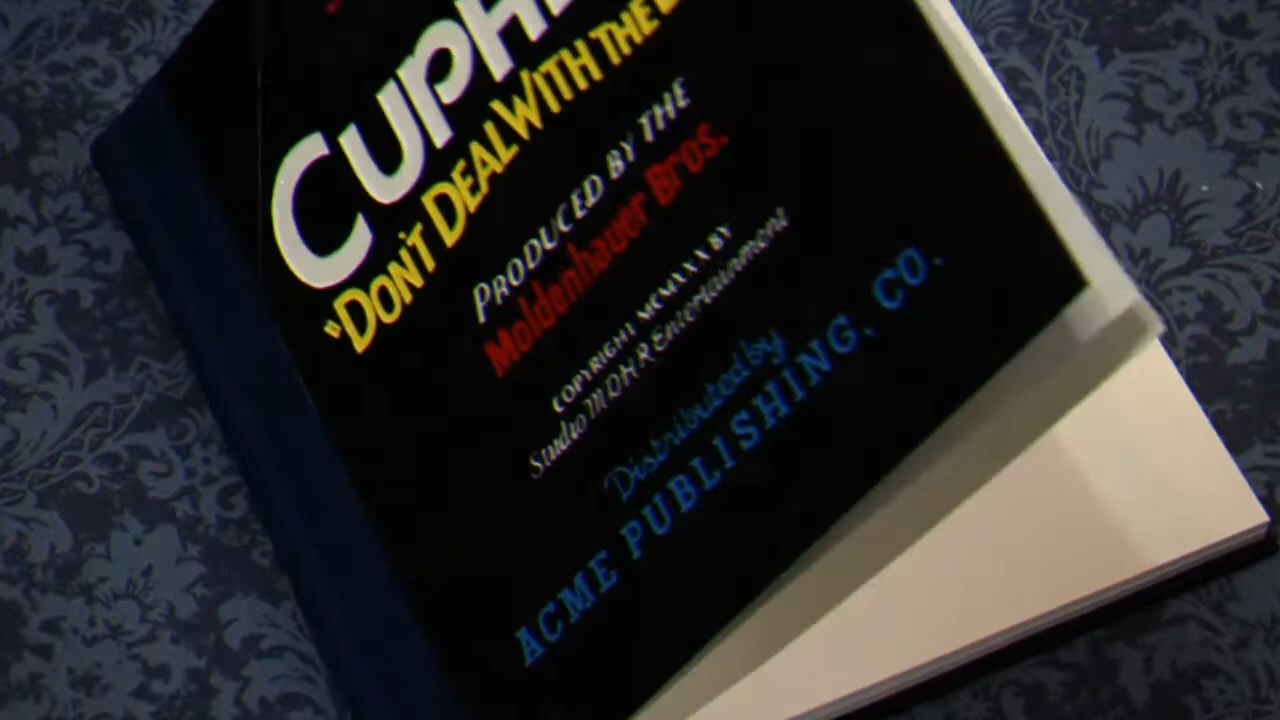 CUPH
"DON'T DEAL WITH THE
PRODUCED BY THE
Moldenhauer Bros.
COPYRIGHT MCMXXX BY
Studio MDHR Entertainment
Distributed by
ACME PUBLISHING. CO.